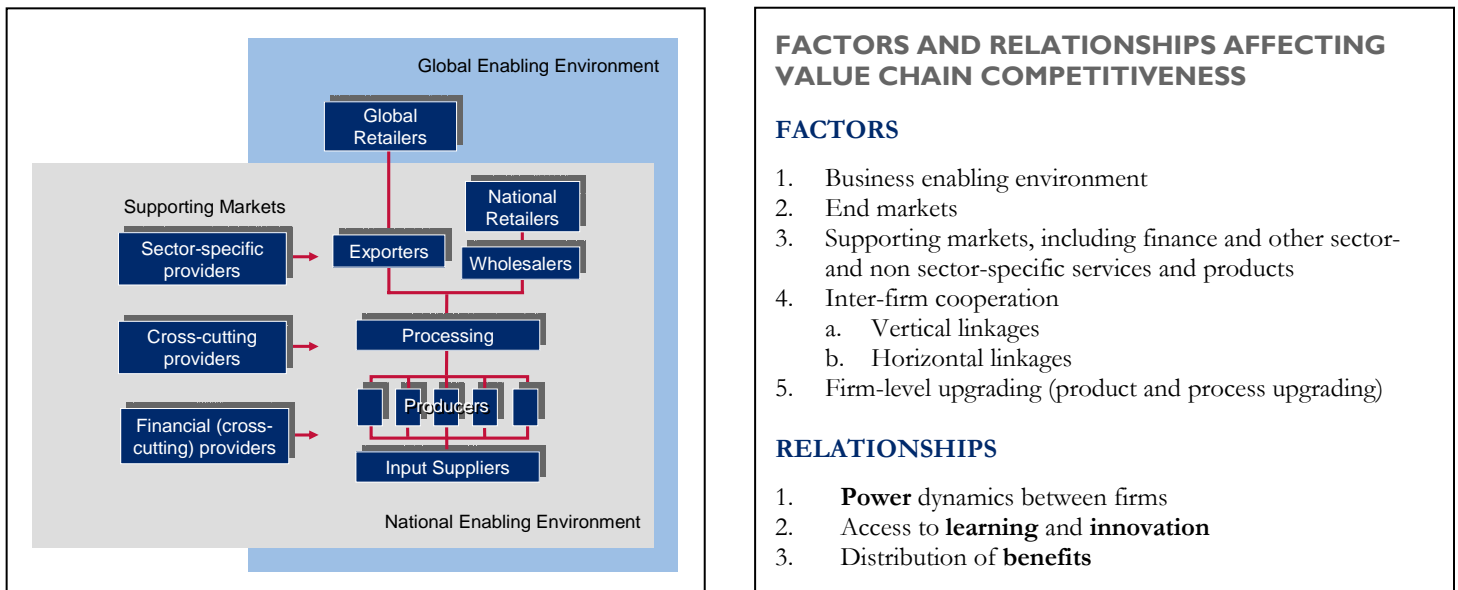 Global Enabling Environment
Global
Retailers
National
Retailers
Supporting Markets
Sector-specific
providers
Exporters
Wholesalers
Cross-cutting
providers
Processing
Producers
Financial (cross-
cutting) providers
Input Suppliers
National Enabling Environment
FACTORS AND RELATIONSHIPS AFFECTING
VALUE CHAIN COMPETITIVENESS
FACTORS
1. Business enabling environment
2. End markets
3. Supporting markets, including finance and other sector-
and non sector-specific services and products
4. Inter-firm cooperation
a. Vertical linkages
b. Horizontal linkages
5. Firm-level upgrading (product and process upgrading)
RELATIONSHIPS
1. Power dynamics between firms
2. Access to learning and innovation
3. Distribution of benefits